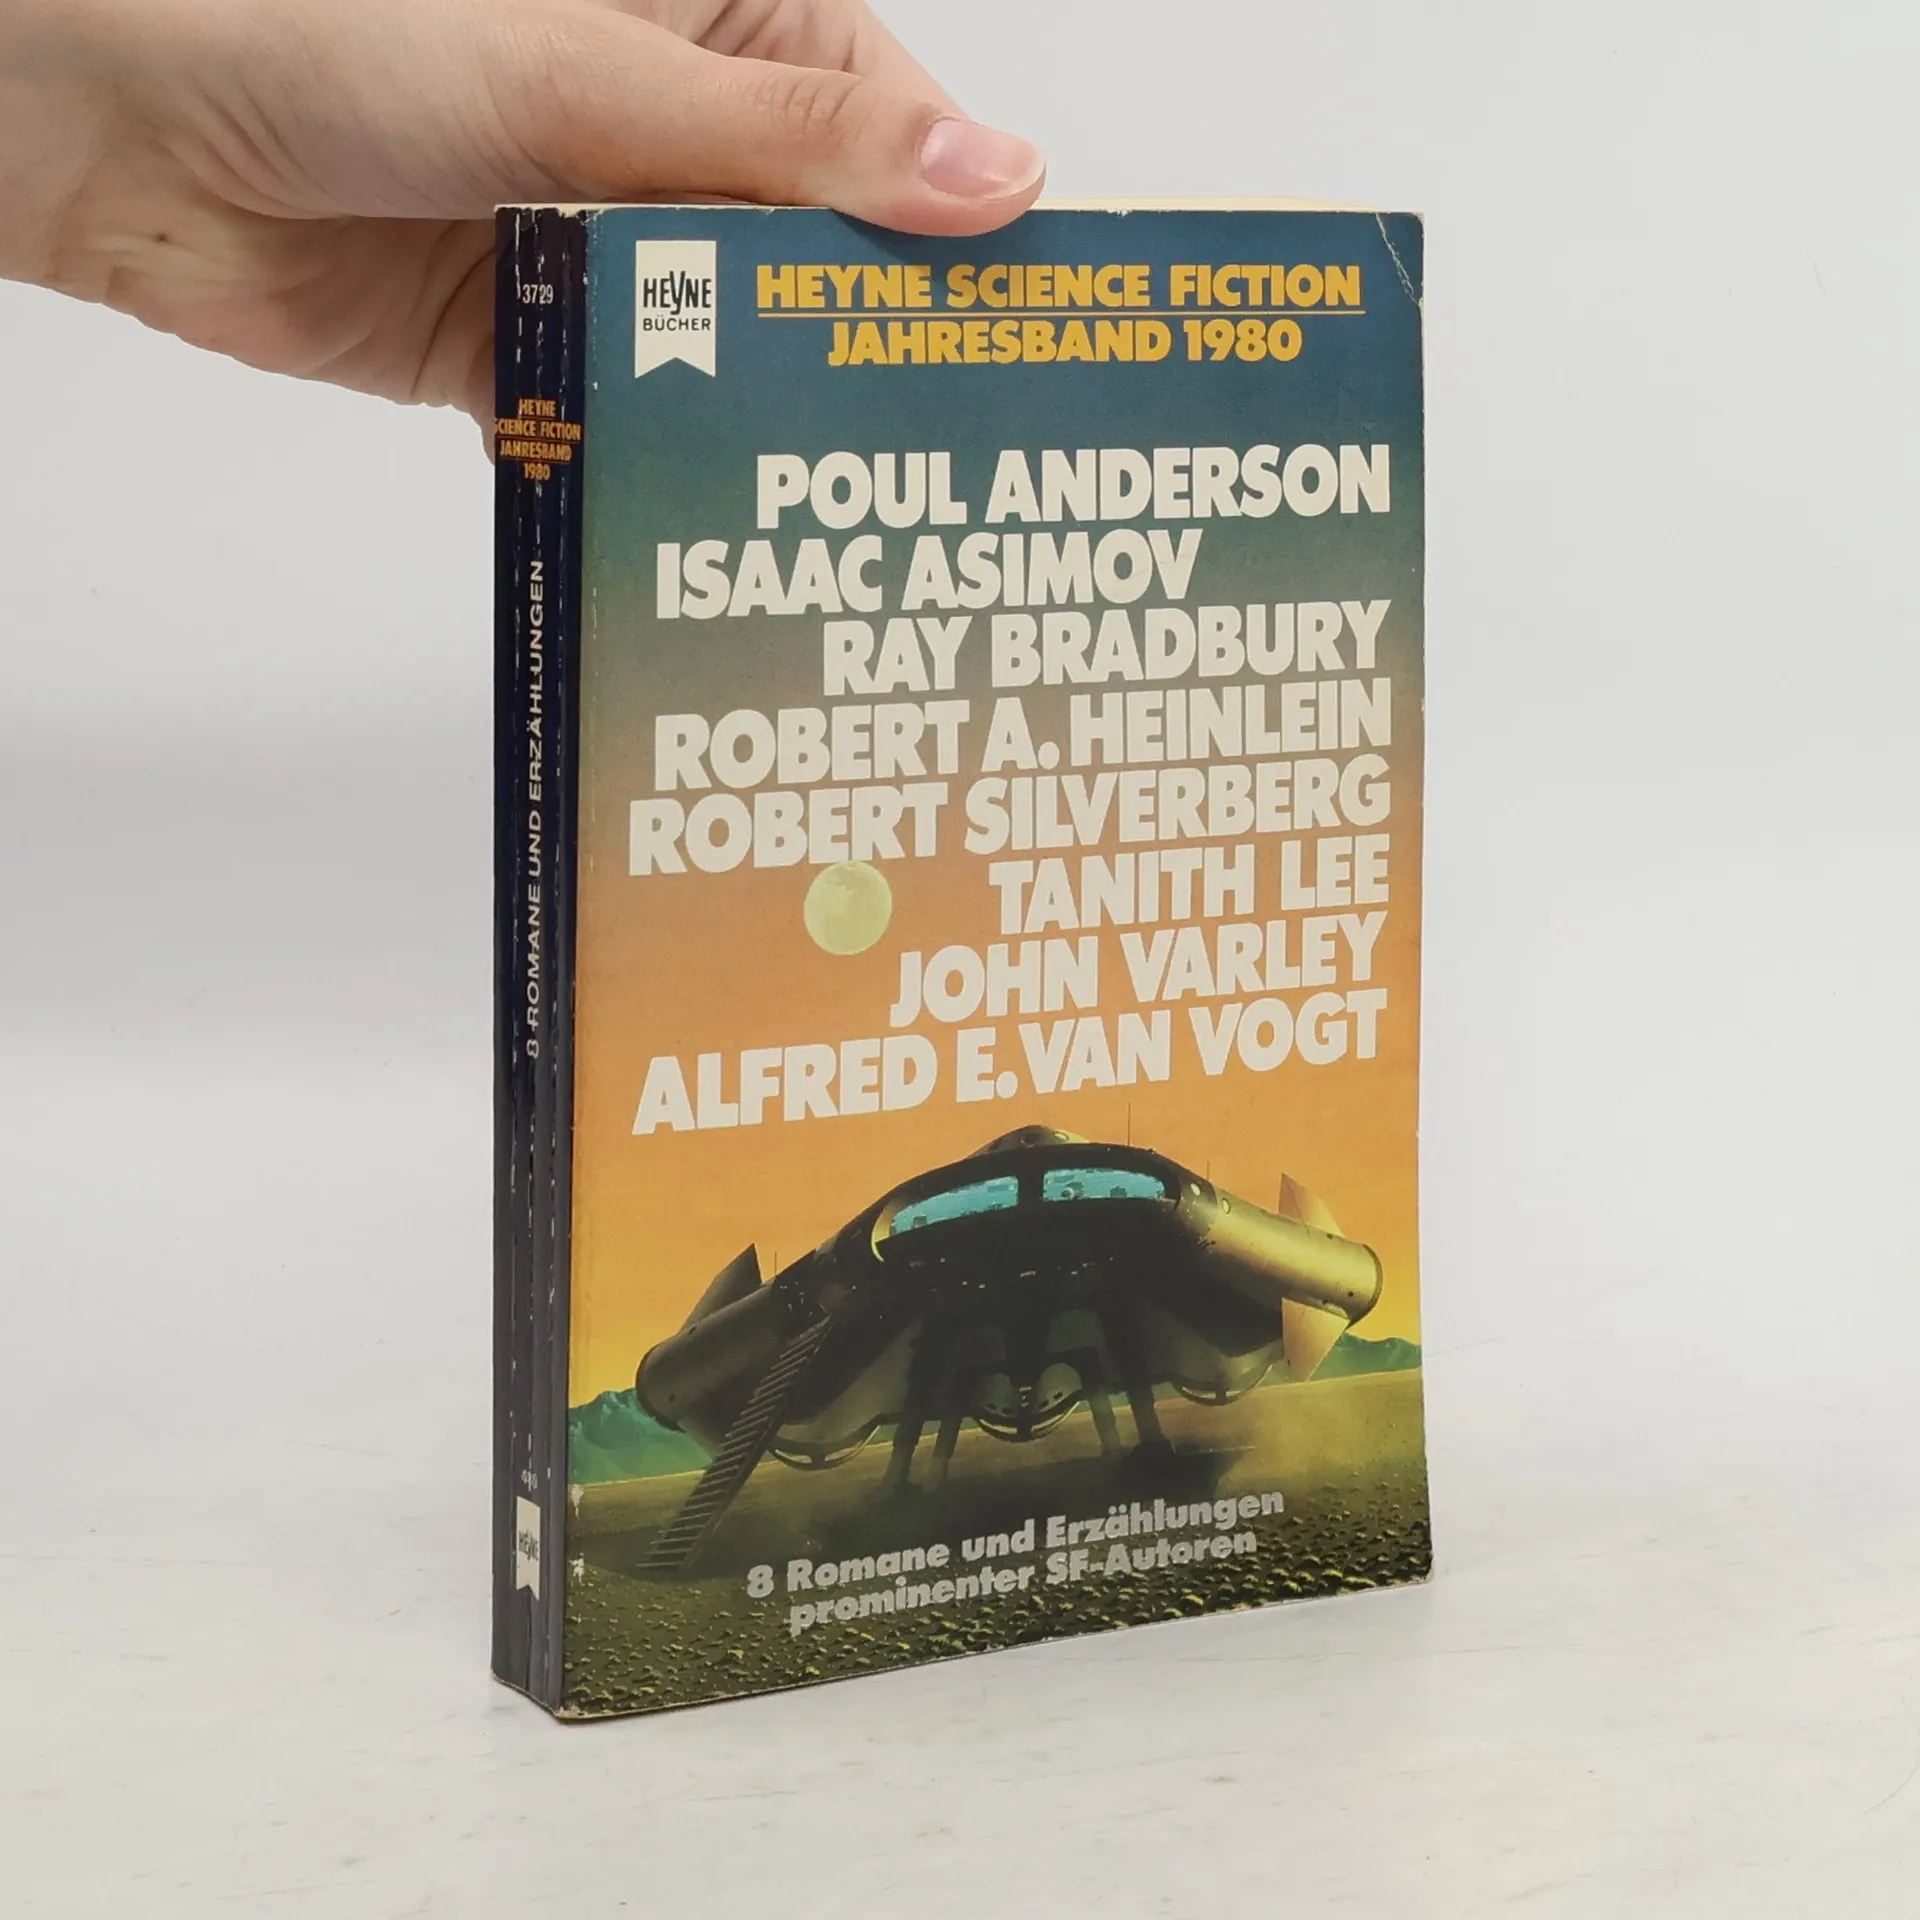 3729
HEYNE
SCIENCE FICTION
JAHRESBAND
1980
8 ROMANE UND ERZÄHLUNGEN
480
HEYNE
HEYNE
BÜCHER
HEYNE SCIENCE FICTION
JAHRESBAND 1980
POUL ANDERSON
ISAAC ASIMOV
RAY BRADBURY
ROBERT A. HEINLEIN
ROBERT SILVERBERG
TANITH LEE
JOHN VARLEY
ALFRED E. VAN VOGT
8 Romane und Erzählungen
prominenter SF-Autoren